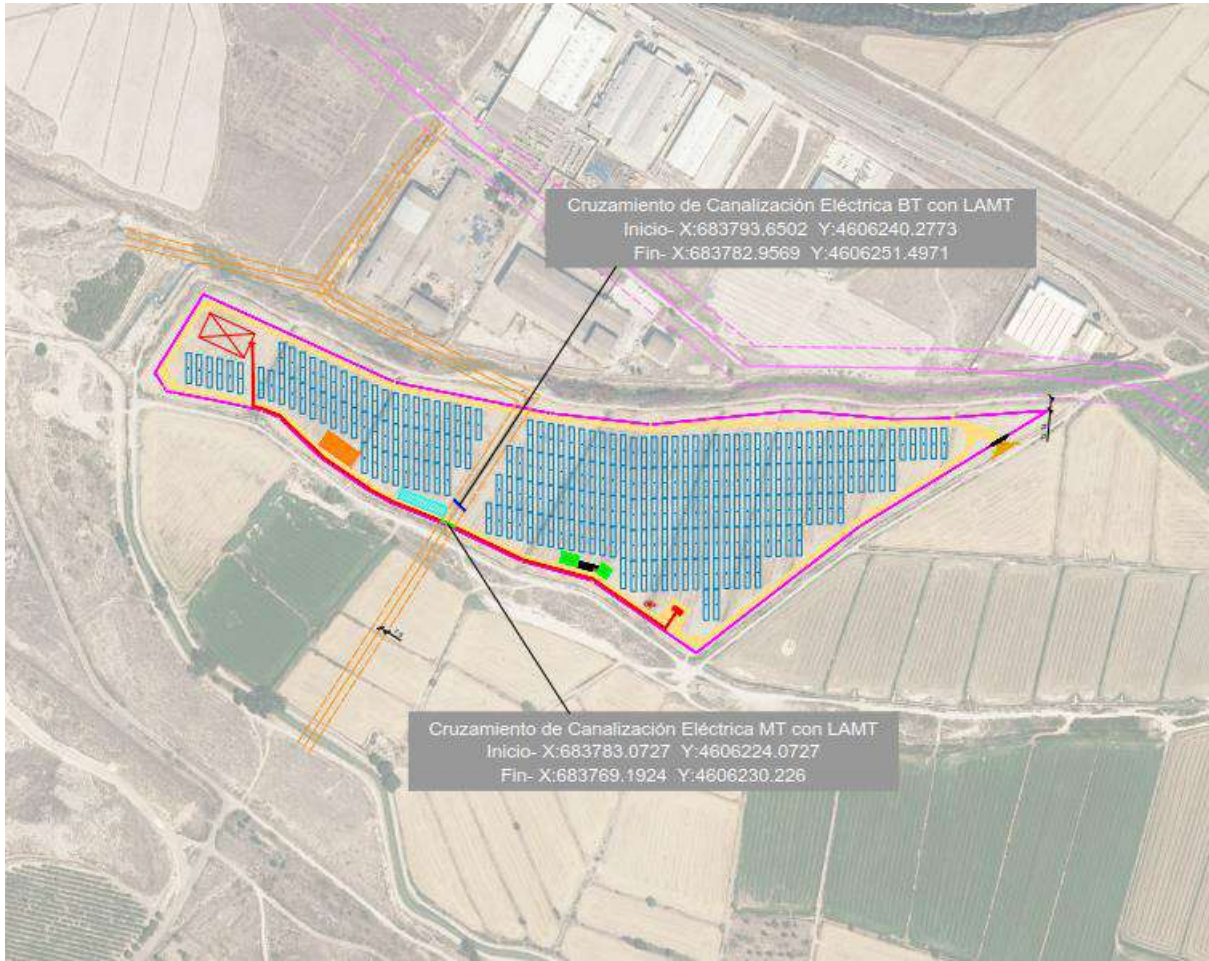 Cruzamiento de Canalización Eléctrica BT con LAMT
Inicio- X:683793.6502 Y:4606240.2773
Fin- X:683782.9569 Y:4606251.4971
Cruzamiento de Canalización Eléctrica MT con LAMT
Inicio- X:683783.0727 Y:4606224.0727
Fin- X:683769.1924 Y:4606230.226